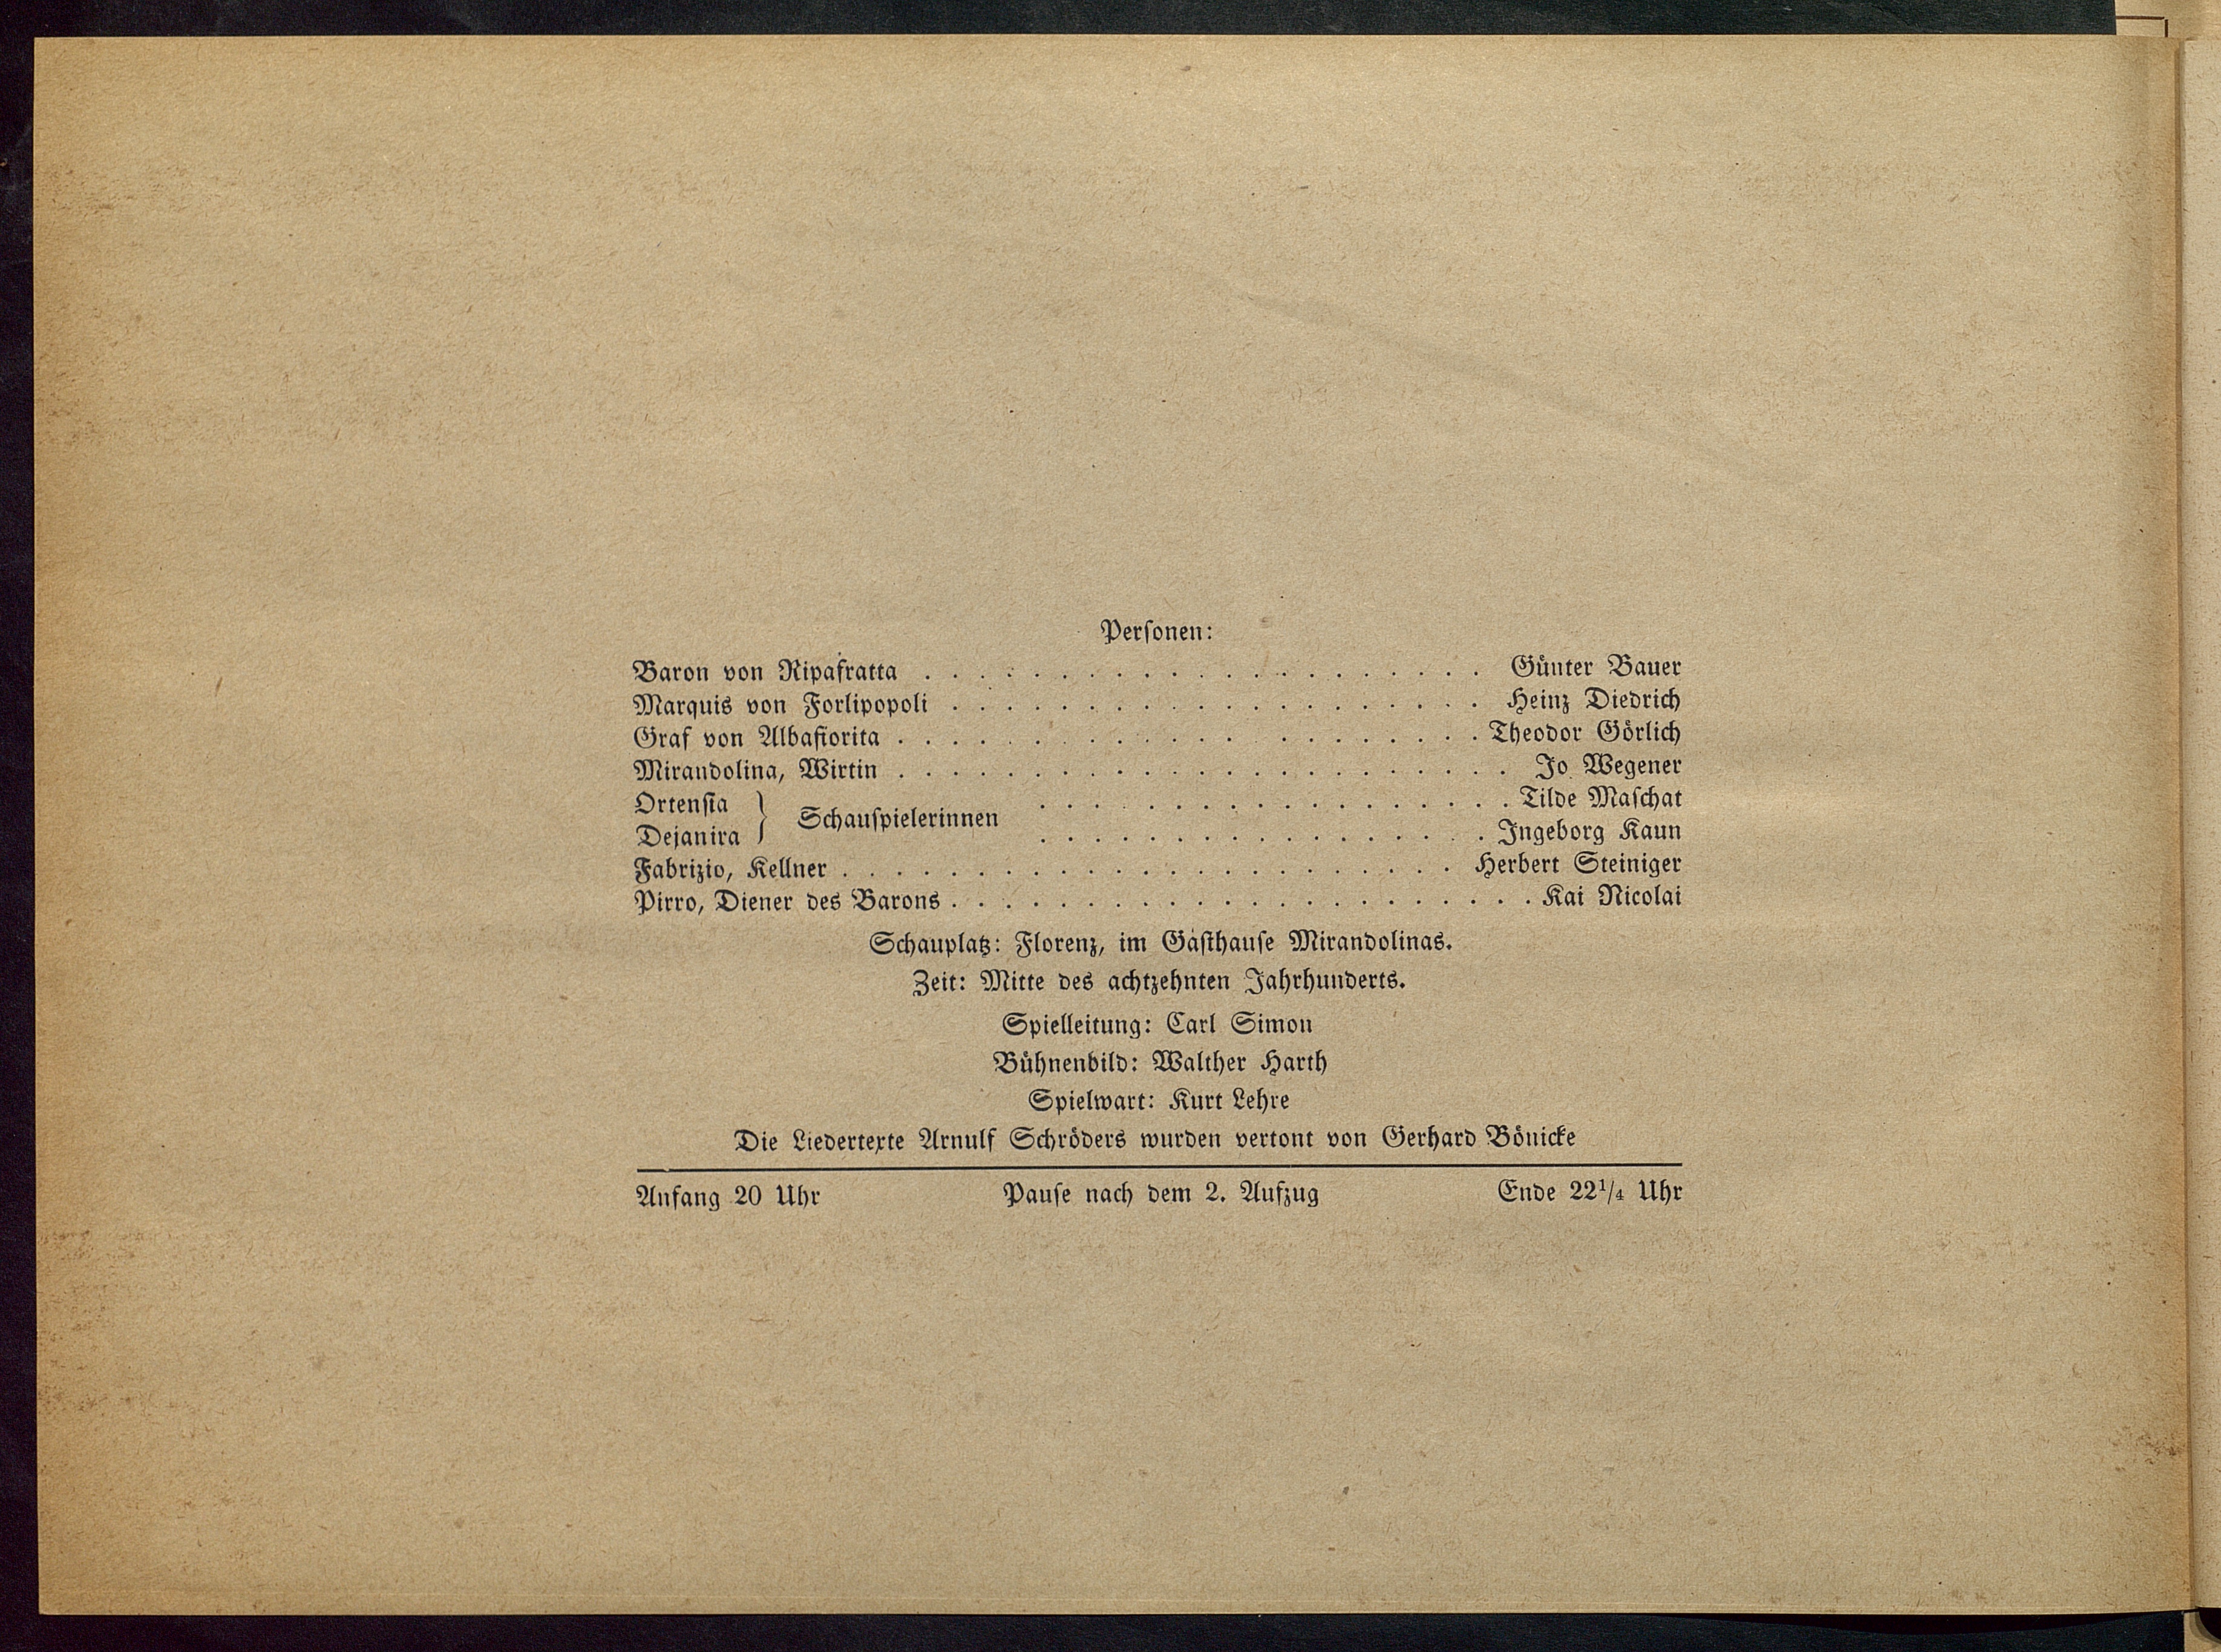 Personen:
Baron von Ripafratta . . . . . . . . . . . . . . . . . . . . . Günter Bauer
Marquis von Forlipopoli . . . . . . . . . . . . . . . . . . . . Heinz Diedrich
Graf von Albafiorita . . . . . . . . . . . . . . . . . . . . . . Theodor Görlich
Mirandolina, Wirtin . . . . . . . . . . . . . . . . . . . . . . . Jo Wegener
Ortensia } Schauspielerinnen . . . . . . . . . . . . . . . . . Tilde Maschat
Dejanira } . . . . . . . . . . . . . . . . . Ingeborg Kaun
Fabrizio, Kellner . . . . . . . . . . . . . . . . . . . . . . . Herbert Steiniger
Pirro, Diener des Barons . . . . . . . . . . . . . . . . . . . . . . Kai Nicolai
Schauplatz: Florenz, im Gasthause Mirandolinas.
Zeit: Mitte des achtzehnten Jahrhunderts.
Spielleitung: Carl Simon
Bühnenbild: Walther Harth
Spielwart: Kurt Lehre
Die Liedertexte Arnulf Schröders wurden vertont von Gerhard Bönicke
Anfang 20 Uhr Pause nach dem 2. Aufzug Ende 22 1/4 Uhr